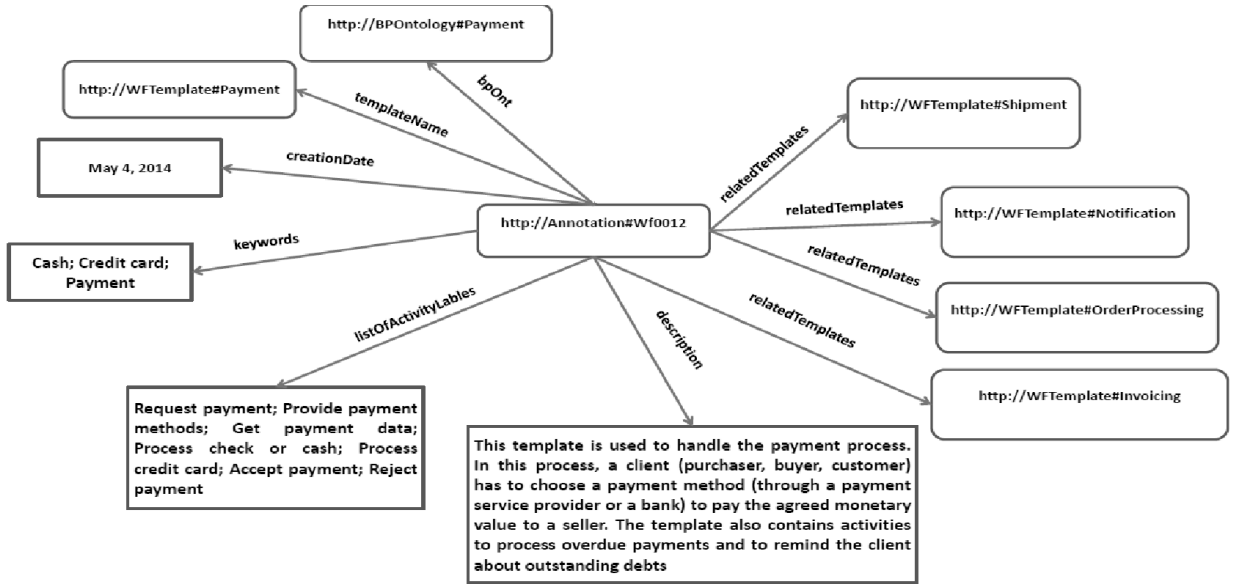 http://BPOntology#Payment
http://WFTemplate#Payment
bpOnt
templateName
http://WFTemplate#Shipment
May 4, 2014
creationDate
relatedTemplates
http://Annotation#Wf0012
relatedTemplates
http://WFTemplate#Notification
keywords
Cash; Credit card;
Payment
relatedTemplates
http://WFTemplate#OrderProcessing
listOfActivityLables
description
relatedTemplates
http://WFTemplate#Invoicing
Request payment; Provide payment
methods; Get payment data;
Process check or cash; Process
credit card; Accept payment; Reject
payment
This template is used to handle the payment process.
In this process, a client (purchaser, buyer, customer)
has to choose a payment method (through a payment
service provider or a bank) to pay the agreed monetary
value to a seller. The template also contains activities
to process overdue payments and to remind the client
about outstanding debts